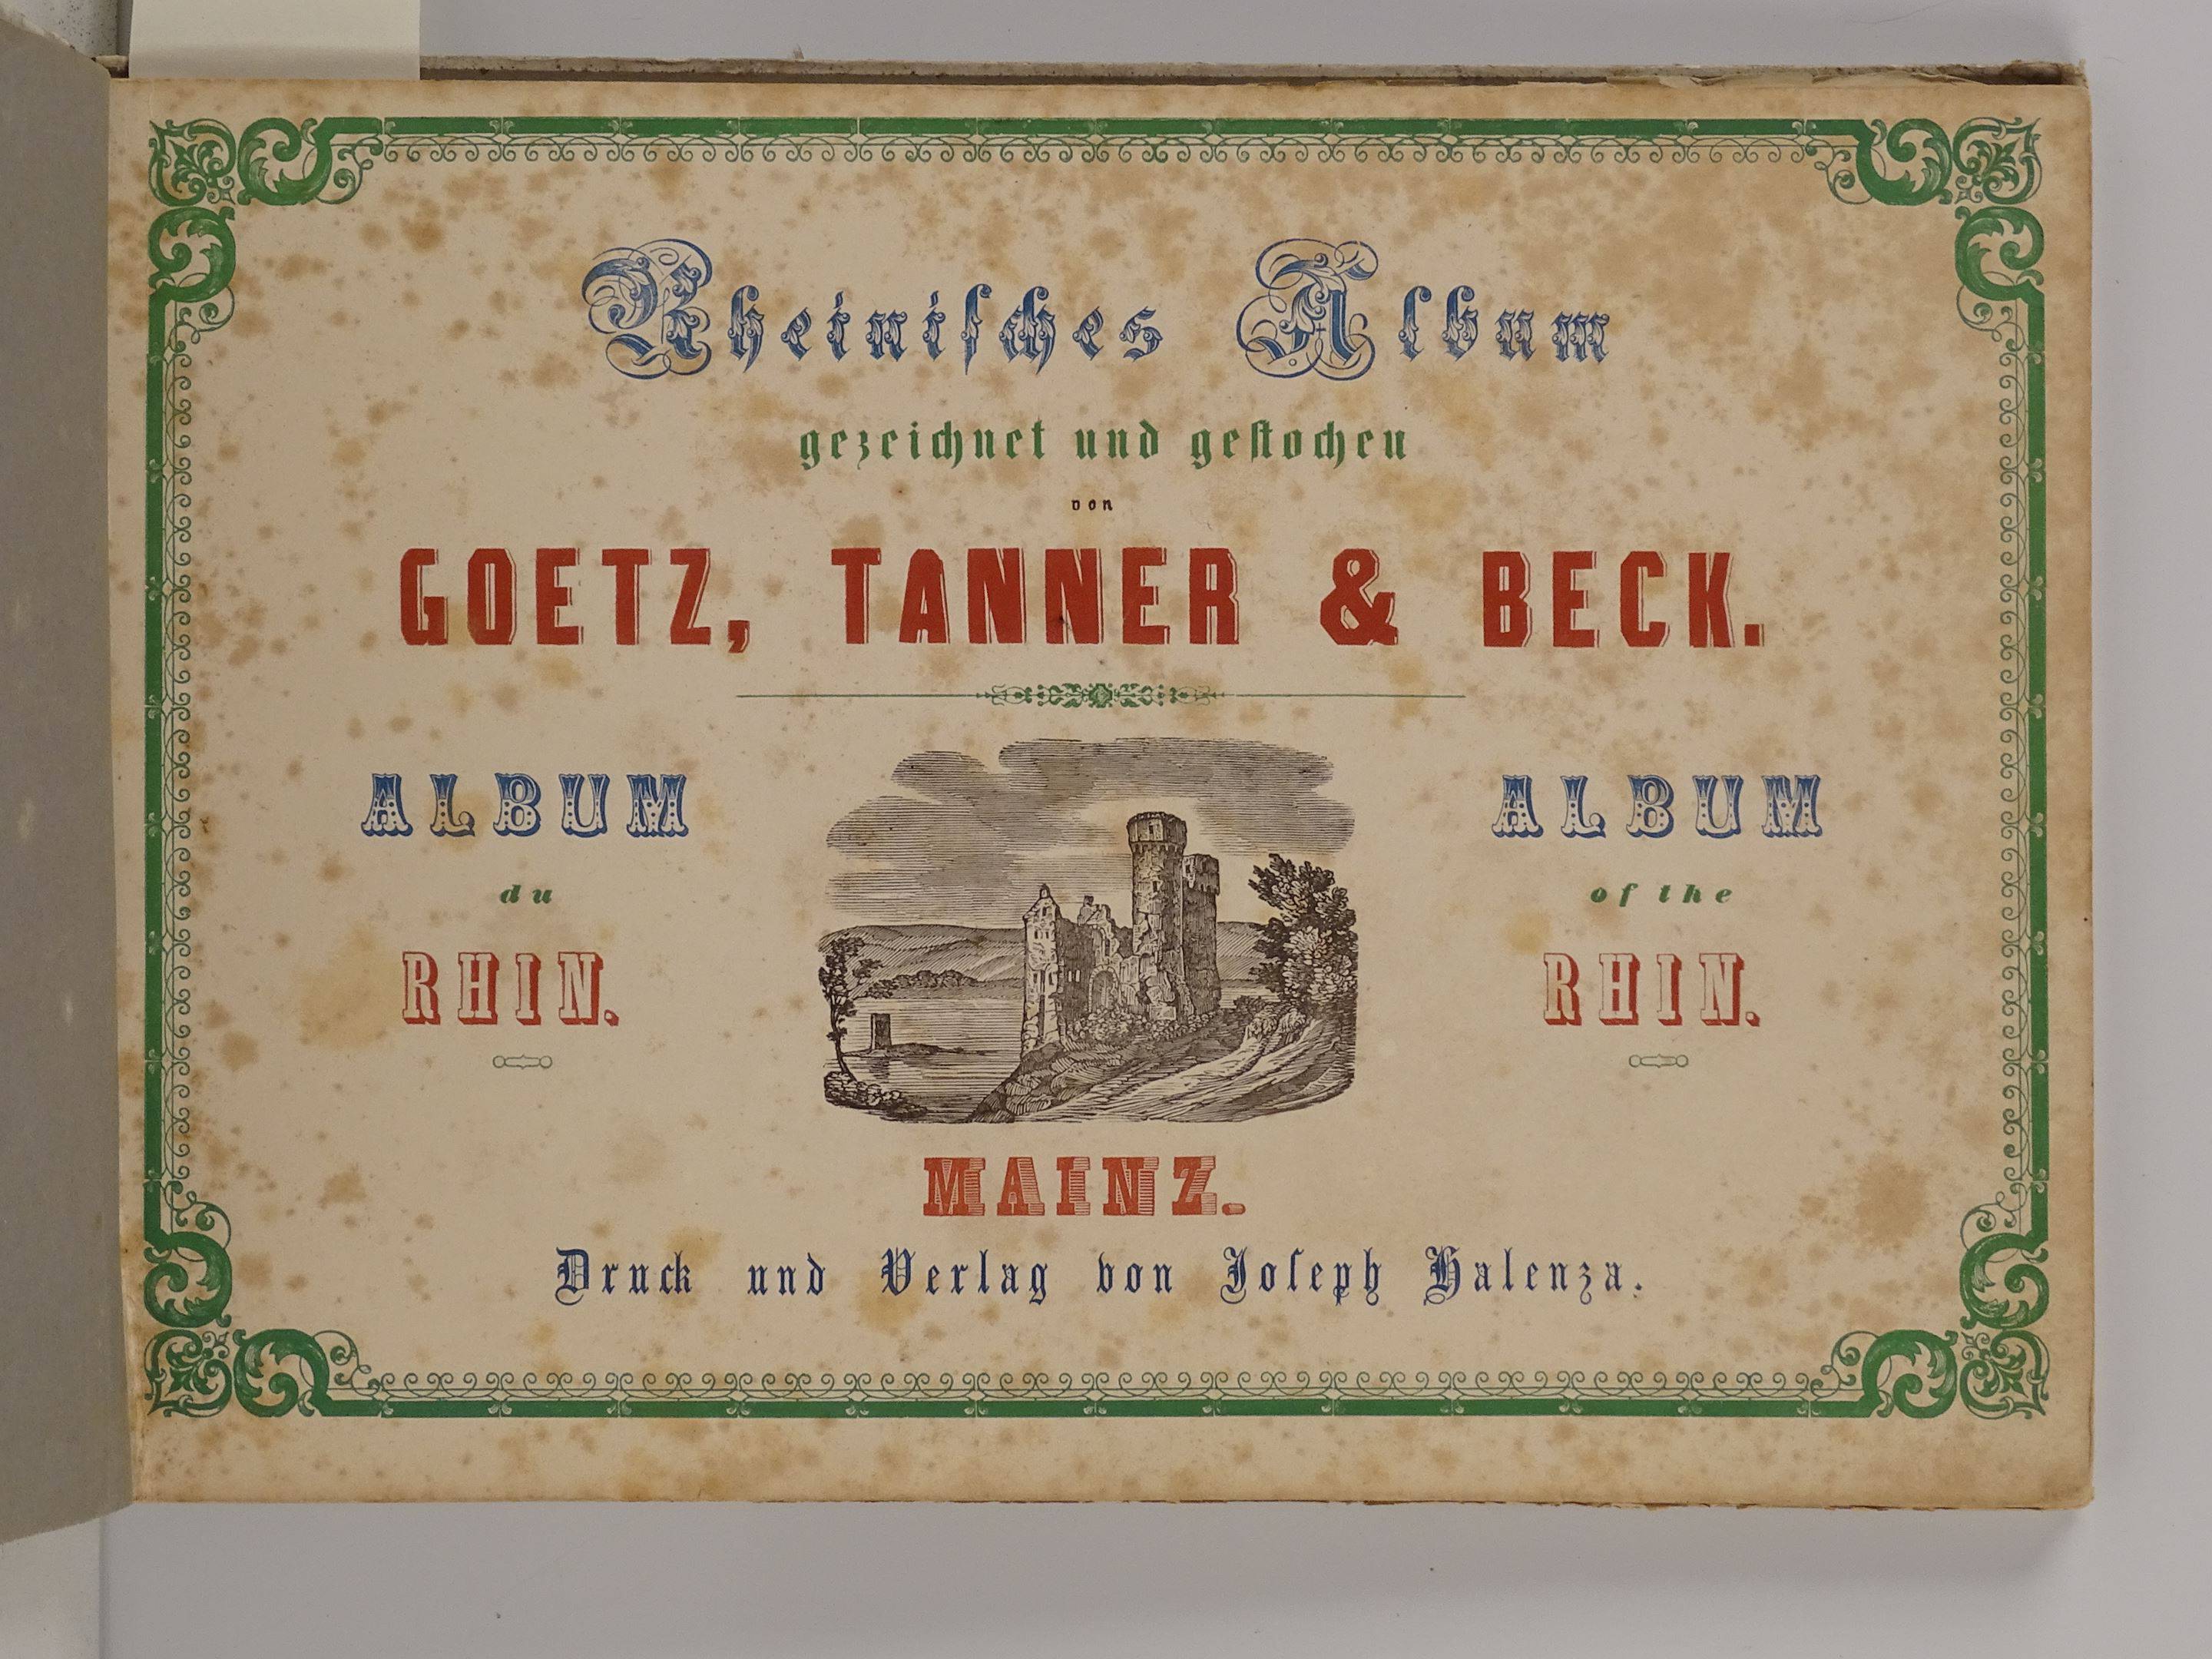 Rheiniſches Album
gezeichnet und geſtochen
von
GOETZ, TANNER & BECK.
ALBUM
du
RHIN.
ALBUM
of the
RHIN.
MAINZ.
Druck und Verlag von Joſeph Halenza.